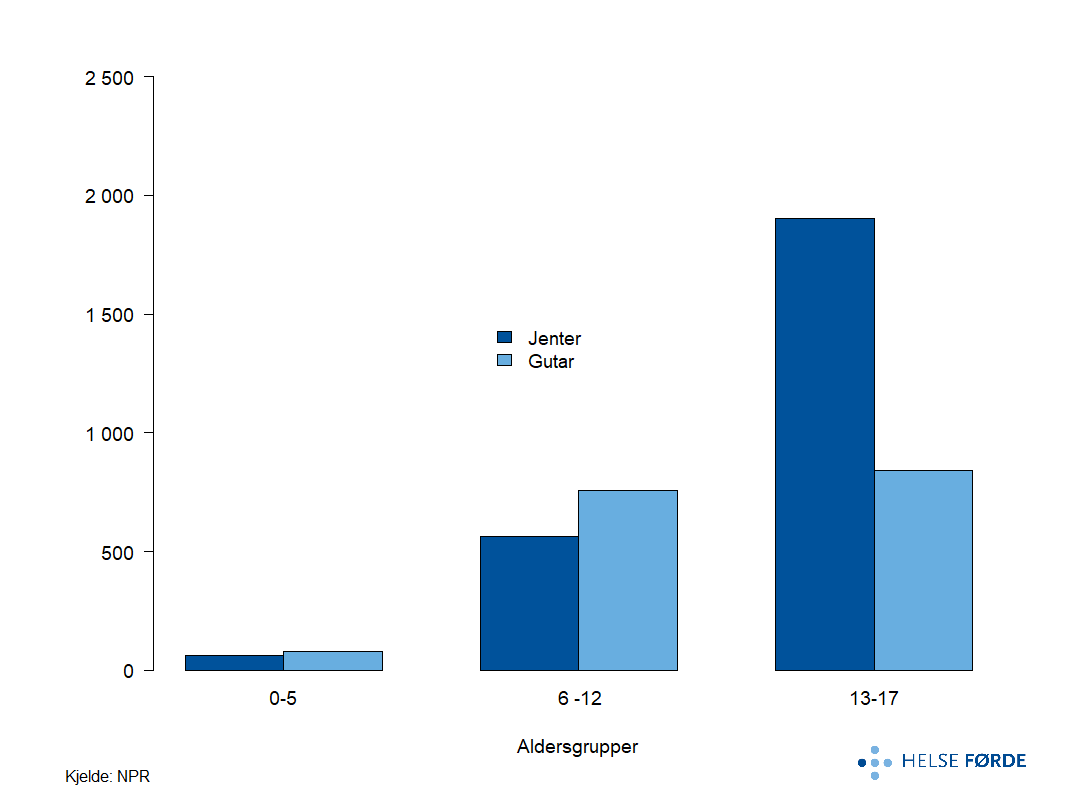 2 500
2 000
1 500
1 000
500
0
Jenter
Gutar
0-5
6 -12
13-17
Aldersgrupper
Kjelde: NPR
HELSE FØRDE